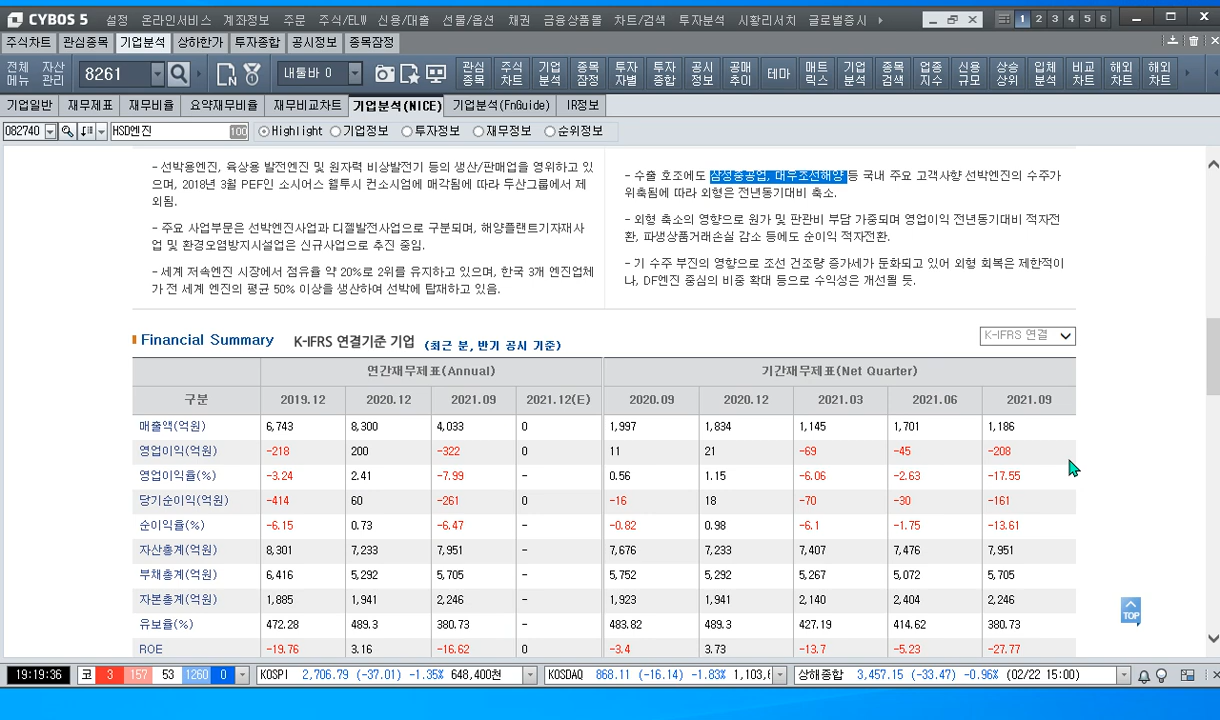 CYBOS 5 설정 온라인서비스 계좌정보 주문 주식/ELW 신용/대출 선물/옵션 채권 금융상품몰 차트/검색 투자분석 시황리서치 글로벌증시 1 2 3 4 5 6
주식차트 관심종목 기업분석 상하한가 투자종합 공시정보 종목잠정
전체메뉴 자산관리 8261 내툴바 0 관심종목 주식차트 기업분석 종목잠정 투자자별 투자종합 공시정보 공매추이 테마 매트릭스 기업분석 종목검색 업종지수 신용규모 상승상위 입체분석 비교차트 해외차트 해외차트
기업일반 재무제표 재무비율 요약재무비율 재무비교차트 기업분석(NICE) 기업분석(FnGuide) IR정보
082740 HSD엔진 100 Highlight 기업정보 투자정보 재무정보 순위정보
- 선박용엔진, 육상용 발전엔진 및 원자력 비상발전기 등의 생산/판매업을 영위하고 있
으며, 2018년 3월 PEF인 소시어스 웰투시 컨소시엄에 매각됨에 따라 두산그룹에서 제
외됨.
- 주요 사업부문은 선박엔진사업과 디젤발전사업으로 구분되며, 해양플랜트기자재사
업 및 환경오염방지시설업은 신규사업으로 추진 중임.
- 세계 저속엔진 시장에서 점유율 약 20%로 2위를 유지하고 있으며, 한국 3개 엔진업체
가 전 세계 엔진의 평균 50% 이상을 생산하여 선박에 탑재하고 있음.
- 수출 호조에도 삼성중공업, 대우조선해양 등 국내 주요 고객사향 선박엔진의 수주가
위축됨에 따라 외형은 전년동기대비 축소.
- 외형 축소의 영향으로 원가 및 판관비 부담 가중되며 영업이익 전년동기대비 적자전
환, 파생상품거래손실 감소 등에도 순이익 적자전환.
- 기 수주 부진의 영향으로 조선 건조량 증가세가 둔화되고 있어 외형 회복은 제한적이
나, DF엔진 중심의 비중 확대 등으로 수익성은 개선될 듯.
Financial Summary K-IFRS 연결기준 기업 (최근 분,반기 공시 기준) K-IFRS 연결
연간재무제표(Annual) 기간재무제표(Net Quarter)
구분 2019.12 2020.12 2021.09 2021.12(E) 2020.09 2020.12 2021.03 2021.06 2021.09
매출액(억원) 6,743 8,300 4,033 0 1,997 1,834 1,145 1,701 1,186
영업이익(억원) -218 200 -322 0 11 21 -69 -45 -208
영업이익율(%) -3.24 2.41 -7.99 - 0.56 1.15 -6.06 -2.63 -17.55
당기순이익(억원) -414 60 -261 0 -16 18 -70 -30 -161
순이익율(%) -6.15 0.73 -6.47 - -0.82 0.98 -6.1 -1.75 -13.61
자산총계(억원) 8,301 7,233 7,951 - 7,676 7,233 7,407 7,476 7,951
부채총계(억원) 6,416 5,292 5,705 - 5,752 5,292 5,267 5,072 5,705
자본총계(억원) 1,885 1,941 2,246 - 1,923 1,941 2,140 2,404 2,246
유보율(%) 472.28 489.3 380.73 - 483.82 489.3 427.19 414.62 380.73
ROE -19.76 3.16 -16.62 0 -3.4 3.73 -13.7 -5.23 -27.77
TOP
19:19:36 코 3 157 53 1260 0 KOSPI 2,706.79 (-37.01) -1.35% 648,400천 KOSDAQ 868.11 (-16.14) -1.83% 1,103,8 상해종합 3,457.15 (-33.47) -0.96% (02/22 15:00)